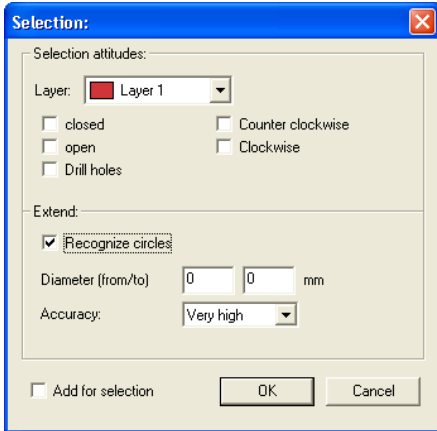 Selection:
Selection attitudes:
Layer: Layer 1
closed Counter clockwise
open Clockwise
Drill holes
Extend:
Recognize circles
Diameter (from/to) 0 0 mm
Accuracy: Very high
Add for selection OK Cancel